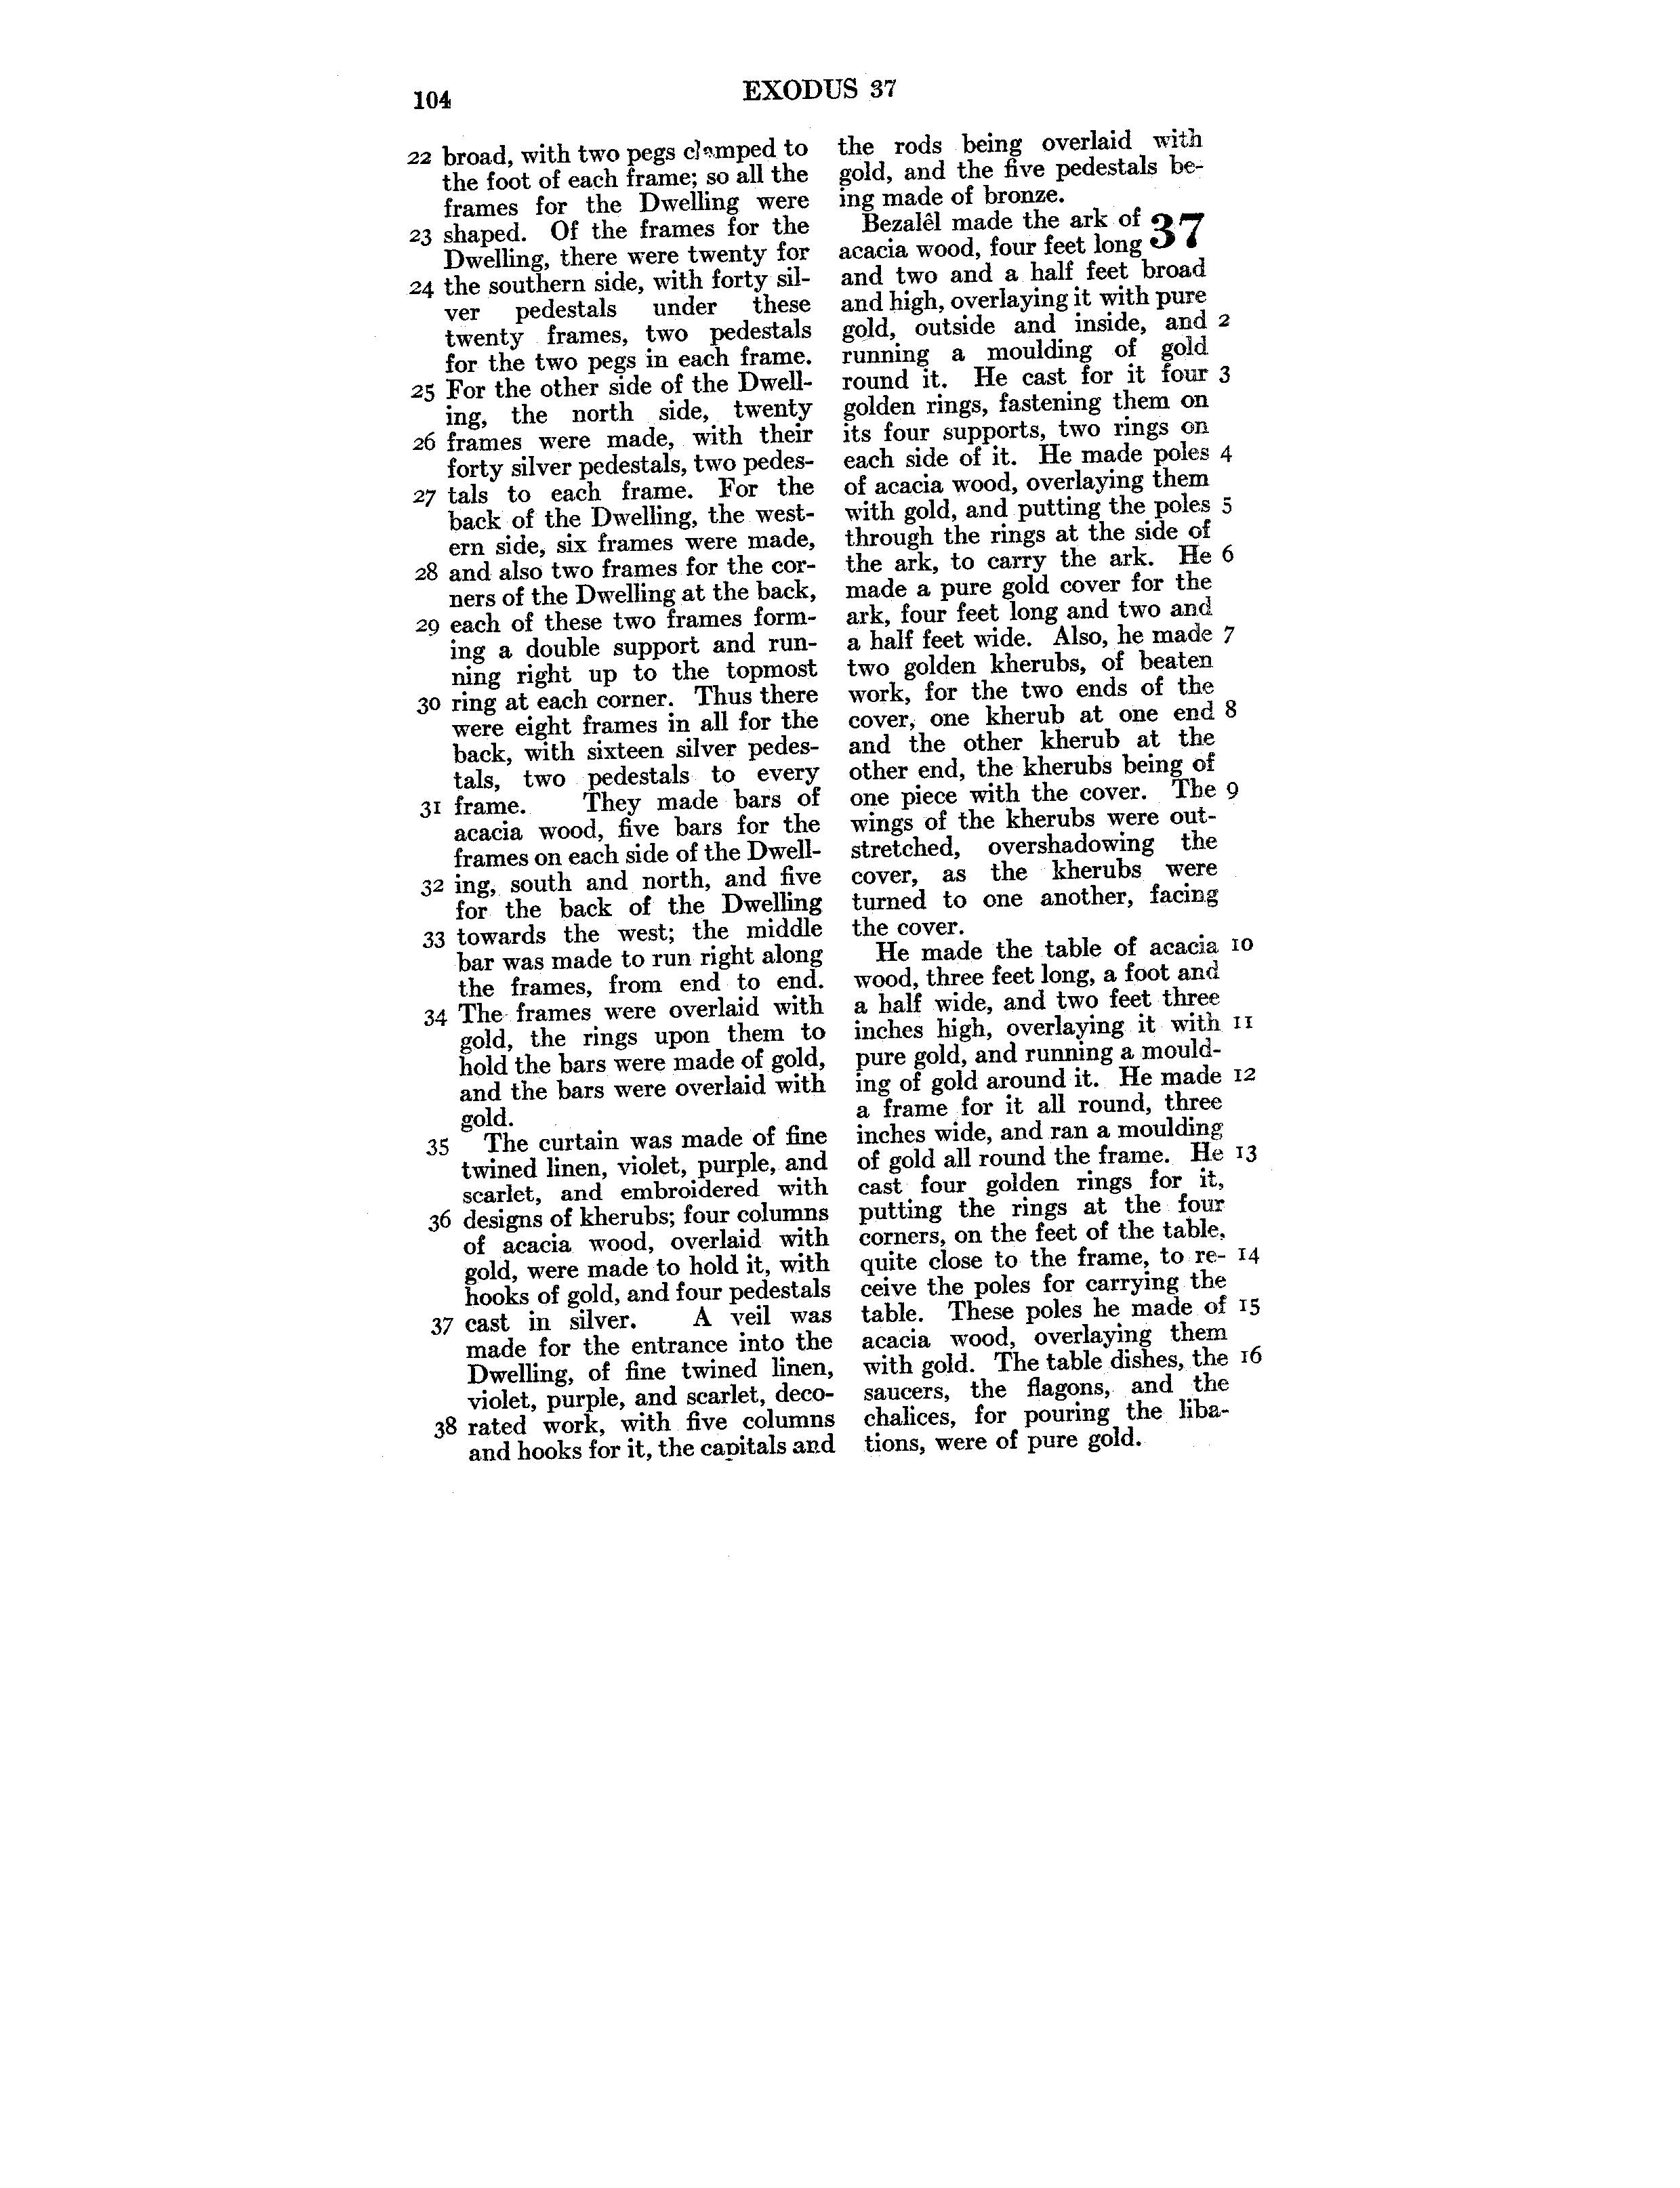 104
EXODUS 37
22 broad, with two pegs clamped to
the foot of each frame; so all the
frames for the Dwelling were
23 shaped. Of the frames for the
Dwelling, there were twenty for
24 the southern side, with forty sil-
ver pedestals under these
twenty frames, two pedestals
for the two pegs in each frame.
25 For the other side of the Dwell-
ing, the north side, twenty
26 frames were made, with their
forty silver pedestals, two pedes-
27 tals to each frame. For the
back of the Dwelling, the west-
ern side, six frames were made,
28 and also two frames for the cor-
ners of the Dwelling at the back,
29 each of these two frames form-
ing a double support and run-
ning right up to the topmost
30 ring at each corner. Thus there
were eight frames in all for the
back, with sixteen silver pedes-
tals, two pedestals to every
31 frame. They made bars of
acacia wood, five bars for the
frames on each side of the Dwell-
32 ing, south and north, and five
for the back of the Dwelling
33 towards the west; the middle
bar was made to run right along
the frames, from end to end.
34 The frames were overlaid with
gold, the rings upon them to
hold the bars were made of gold,
and the bars were overlaid with
gold.
35 The curtain was made of fine
twined linen, violet, purple, and
scarlet, and embroidered with
36 designs of kherubs; four columns
of acacia wood, overlaid with
gold, were made to hold it, with
hooks of gold, and four pedestals
37 cast in silver. A veil was
made for the entrance into the
Dwelling, of fine twined linen,
violet, purple, and scarlet, deco-
38 rated work, with five columns
and hooks for it, the capitals and
the rods being overlaid with
gold, and the five pedestals be-
ing made of bronze.
Bezalêl made the ark of 37
acacia wood, four feet long
and two and a half feet broad
and high, overlaying it with pure
gold, outside and inside, and 2
running a moulding of gold
round it. He cast for it four 3
golden rings, fastening them on
its four supports, two rings on
each side of it. He made poles 4
of acacia wood, overlaying them
with gold, and putting the poles 5
through the rings at the side of
the ark, to carry the ark. He 6
made a pure gold cover for the
ark, four feet long and two and
a half feet wide. Also, he made 7
two golden kherubs, of beaten
work, for the two ends of the
cover, one kherub at one end 8
and the other kherub at the
other end, the kherubs being of
one piece with the cover. The 9
wings of the kherubs were out-
stretched, overshadowing the
cover, as the kherubs were
turned to one another, facing
the cover.
He made the table of acacia 10
wood, three feet long, a foot and
a half wide, and two feet three
inches high, overlaying it with 11
pure gold, and running a mould-
ing of gold around it. He made 12
a frame for it all round, three
inches wide, and ran a moulding
of gold all round the frame. He 13
cast four golden rings for it,
putting the rings at the four
corners, on the feet of the table,
quite close to the frame, to re- 14
ceive the poles for carrying the
table. These poles he made of 15
acacia wood, overlaying them
with gold. The table dishes, the 16
saucers, the flagons, and the
chalices, for pouring the liba-
tions, were of pure gold.